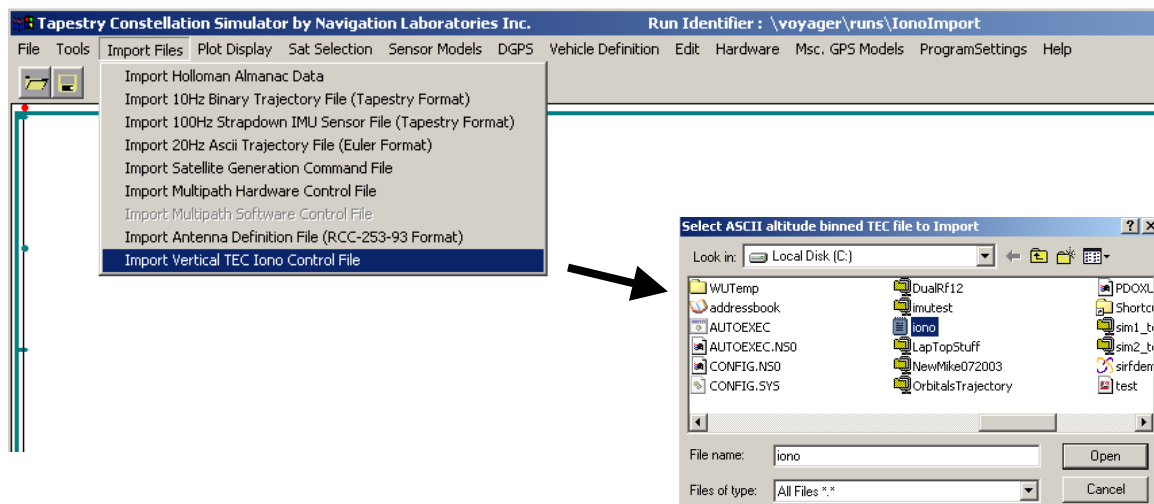 Tapestry Constellation Simulator by Navigation Laboratories Inc. Run Identifier : \voyager\runs\IonoImport
File Tools Import Files Plot Display Sat Selection Sensor Models DGPS Vehicle Definition Edit Hardware Msc. GPS Models ProgramSettings Help
Import Holloman Almanac Data
Import 10Hz Binary Trajectory File (Tapestry Format)
Import 100Hz Strapdown IMU Sensor File (Tapestry Format)
Import 20Hz Ascii Trajectory File (Euler Format)
Import Satellite Generation Command File
Import Multipath Hardware Control File
Import Multipath Software Control File
Import Antenna Definition File (RCC-253-93 Format)
Import Vertical TEC Iono Control File
Select ASCII altitude binned TEC file to Import
Look in: Local Disk (C:)
WUTemp
addressbook
AUTOEXEC
AUTOEXEC.NS0
CONFIG.NS0
CONFIG.SYS
DualRf12
imutest
iono
LapTopStuff
NewMike072003
OrbitalsTrajectory
PDOXL
Shortc
sim1_t
sim2_t
sirfden
test
File name: iono Open
Files of type: All Files *.* Cancel